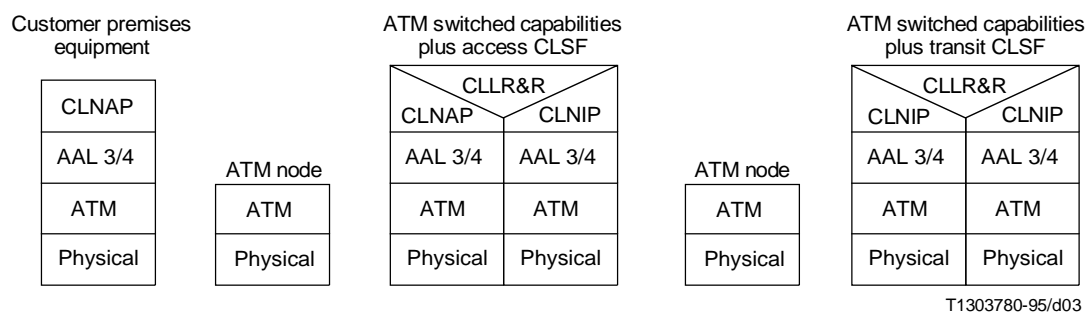 Customer premises
equipment
ATM switched capabilities
plus access CLSF
ATM switched capabilities
plus transit CLSF
CLNAP
AAL 3/4
ATM
Physical
ATM node
ATM
Physical
CLLR&R
CLNAP CLNIP
AAL 3/4 AAL 3/4
ATM ATM
Physical Physical
ATM node
ATM
Physical
CLLR&R
CLNIP CLNIP
AAL 3/4 AAL 3/4
ATM ATM
Physical Physical
T1303780-95/d03